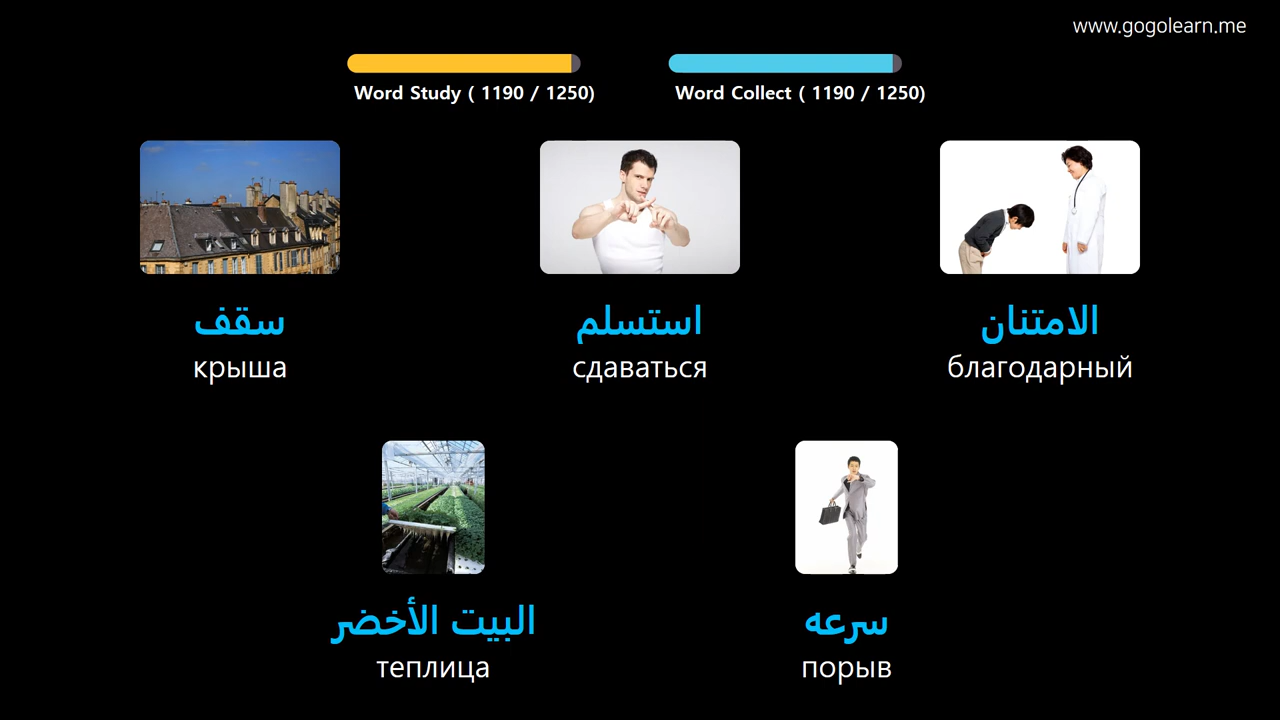 www.gogolearn.me
Word Study ( 1190 / 1250)
Word Collect ( 1190 / 1250)
سقف
крыша
استسلم
сдаваться
الامتنان
благодарный
البيت الأخضر
теплица
سرعه
порыв